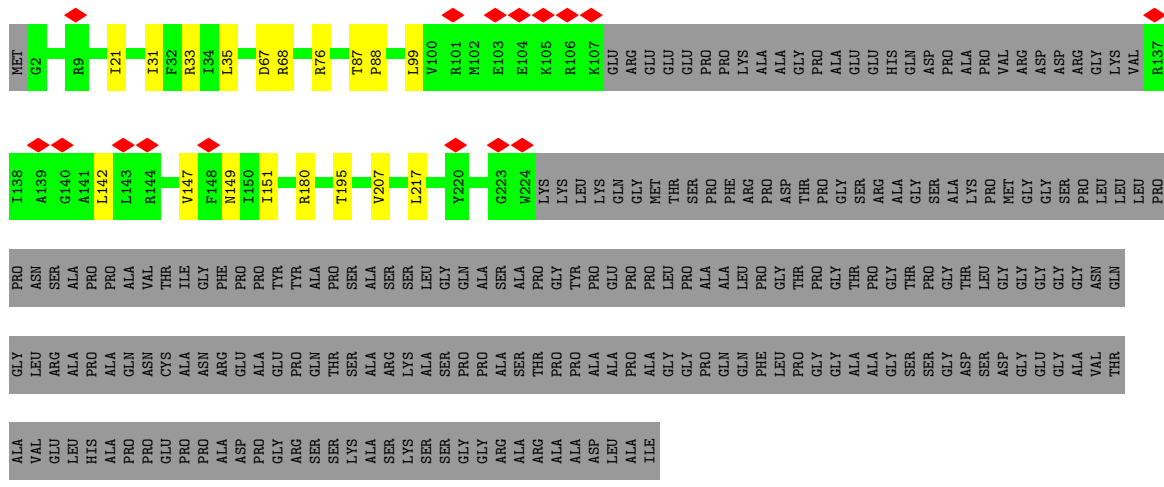 MET G2 R9 I21 I31 F32 R33 I34 L35 D67 R68 R76 T87 P88 L99 V100 R101 M102 E103 E104 K105 R106 K107 GLU ARG GLU GLU GLU PRO PRO LYS ALA ALA GLY PRO ALA GLU GLU HIS GLN ASP PRO ALA PRO VAL ARG ASP ASP ARG GLY LYS VAL R137
I138 A139 G140 A141 L142 L143 R144 V147 F148 N149 I150 I151 R180 T195 V207 L217 Y220 G223 W224 LYS LYS LEU LYS GLN GLY MET THR SER PRO PHE ARG PRO ASP THR PRO GLY SER ARG ALA GLY SER ALA LYS PRO MET GLY GLY SER PRO LEU LEU LEU PRO
PRO ASN SER ALA PRO PRO ALA VAL THR ILE GLY PHE PRO PRO TYR TYR ALA PRO SER ALA SER SER LEU GLY GLN ALA SER ALA PRO GLY TYR PRO GLU PRO PRO LEU PRO ALA ALA LEU PRO GLY THR PRO GLY THR PRO GLY THR PRO GLY THR LEU GLY GLY GLY GLY GLY ASN GLN
GLY LEU ARG ALA PRO ALA GLN ASN CYS ALA ASN ARG GLU ALA GLU PRO GLN THR SER ALA ARG LYS ALA SER PRO PRO ALA SER THR PRO PRO ALA ALA PRO ALA GLY GLY PRO GLN GLN PHE LEU PRO GLY GLY ALA ALA GLY SER SER GLY ASP SER ASP GLY GLU GLY ALA VAL THR
ALA VAL GLU LEU HIS ALA PRO PRO GLU PRO PRO ALA ASP PRO GLY ARG SER SER LYS ALA SER LYS SER SER GLY GLY ARG ALA ARG ALA ALA ASP LEU ALA ILE